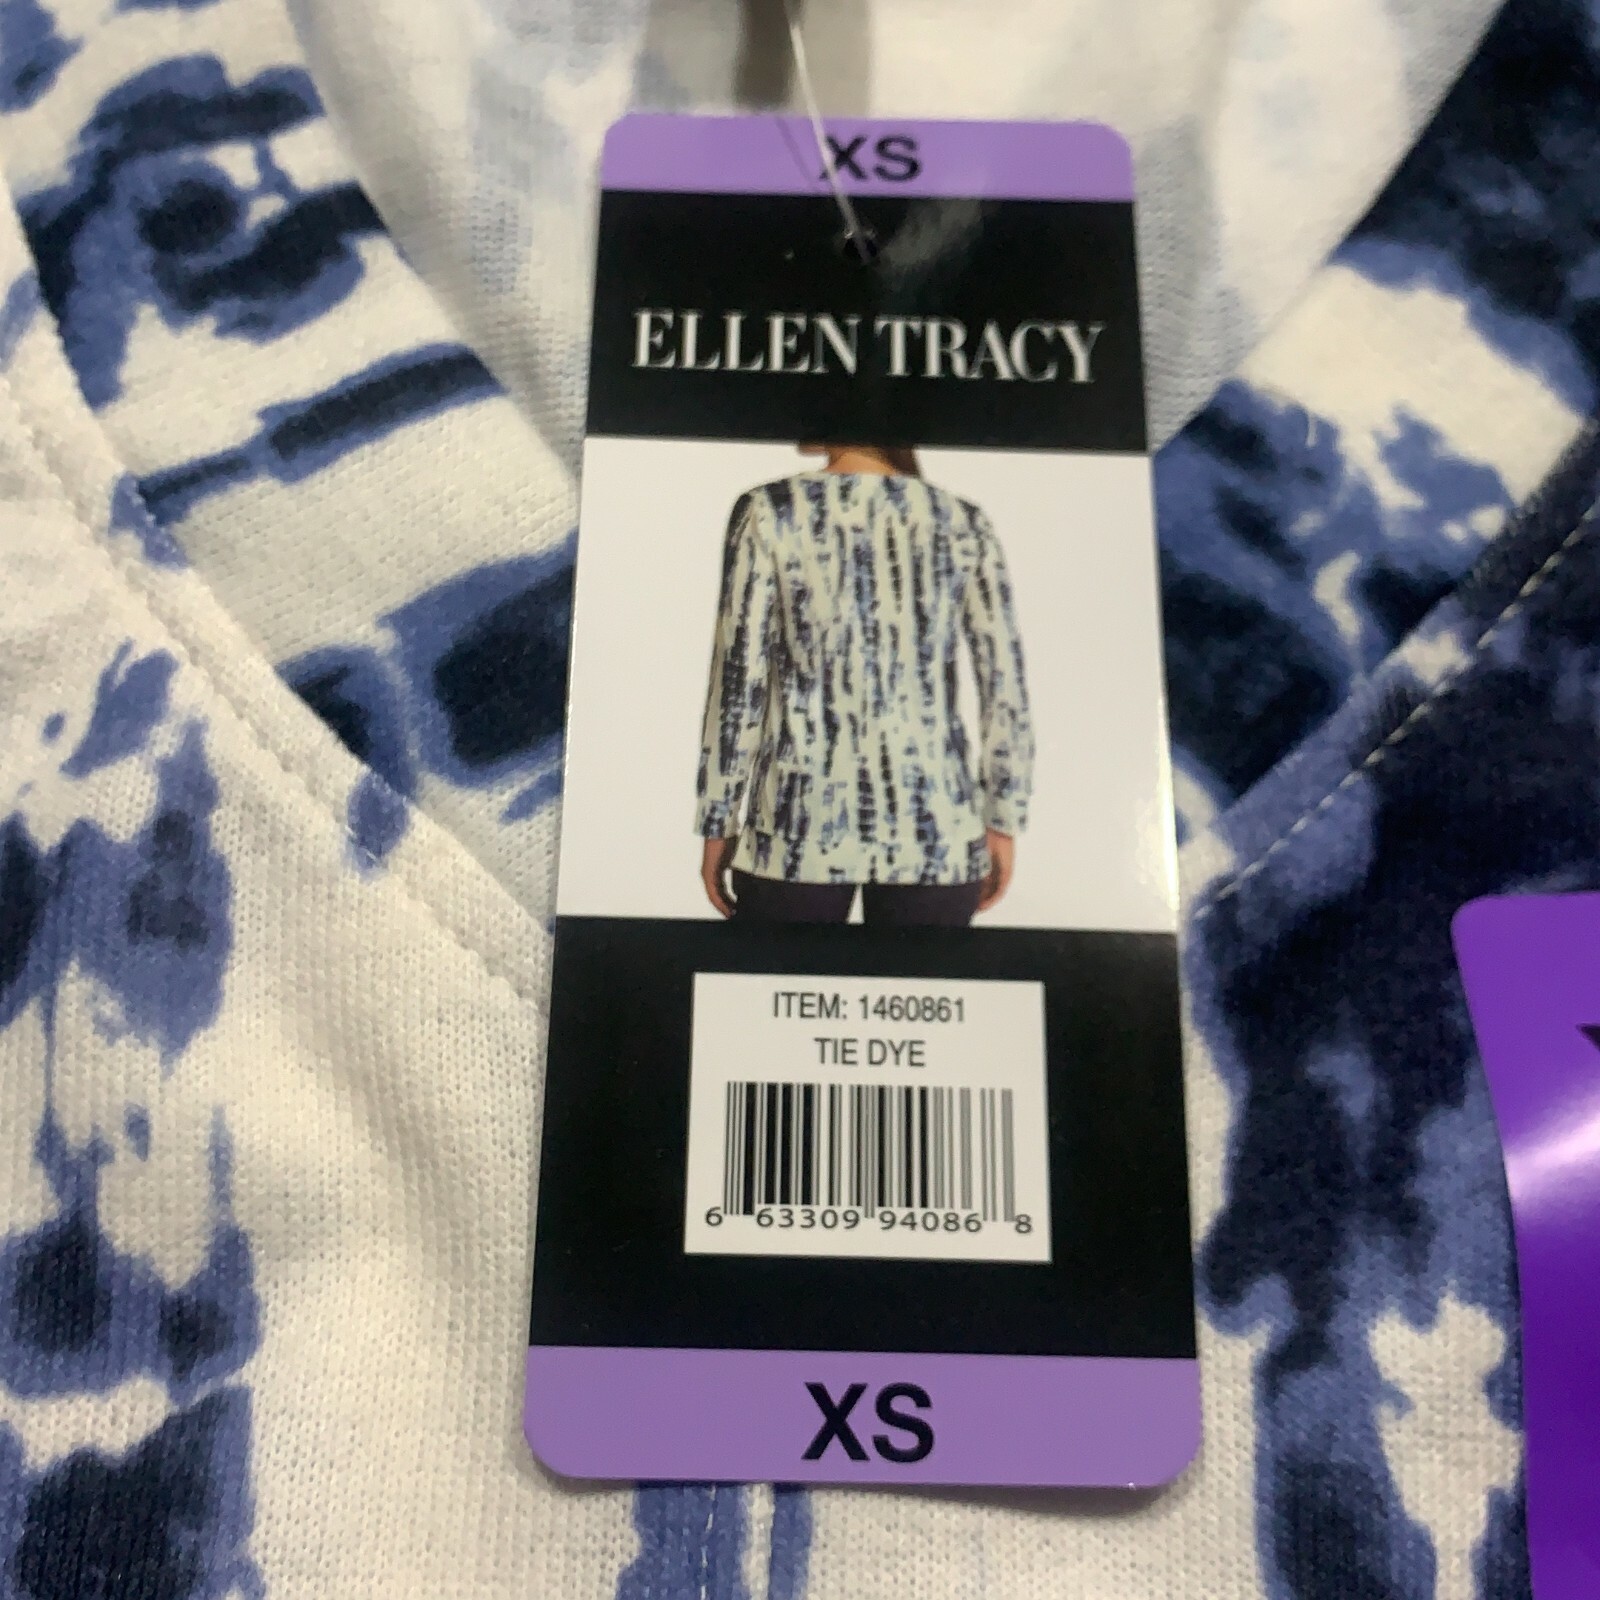 XS
ELLEN TRACY
ITEM: 1460861
TIE DYE
6 63309 94086 8
XS